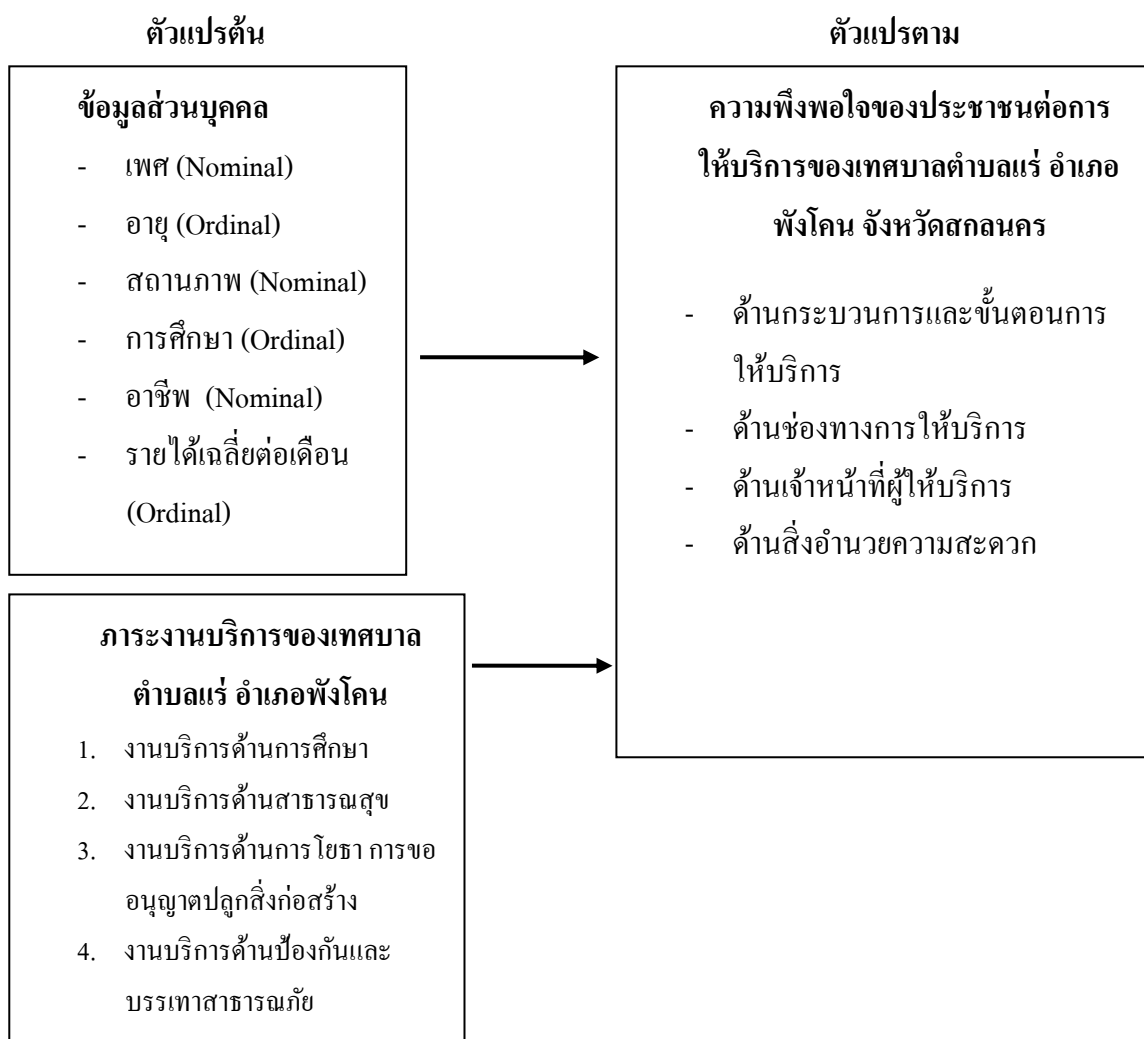 ตัวแปรต้น
ข้อมูลส่วนบุคคล
- เพศ (Nominal)
- อายุ (Ordinal)
- สถานภาพ (Nominal)
- การศึกษา (Ordinal)
- อาชีพ (Nominal)
- รายได้เฉลี่ยต่อเดือน
(Ordinal)
ภาระงานบริการของเทศบาล
ตำบลแร่ อำเภอพังโคน
1. งานบริการด้านการศึกษา
2. งานบริการด้านสาธารณสุข
3. งานบริการด้านการโยธา การขอ
อนุญาตปลูกสิ่งก่อสร้าง
4. งานบริการด้านป้องกันและ
บรรเทาสาธารณภัย
ตัวแปรตาม
ความพึงพอใจของประชาชนต่อการ
ให้บริการของเทศบาลตำบลแร่ อำเภอ
พังโคน จังหวัดสกลนคร
- ด้านกระบวนการและขั้นตอนการ
ให้บริการ
- ด้านช่องทางการให้บริการ
- ด้านเจ้าหน้าที่ผู้ให้บริการ
- ด้านสิ่งอำนวยความสะดวก